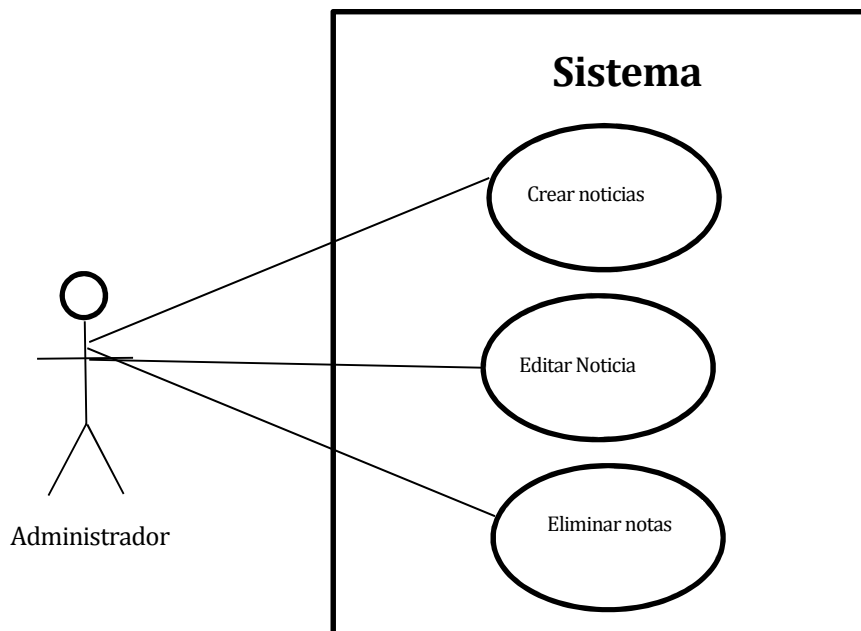 Sistema
Crear noticias
Editar Noticia
Eliminar notas
Administrador